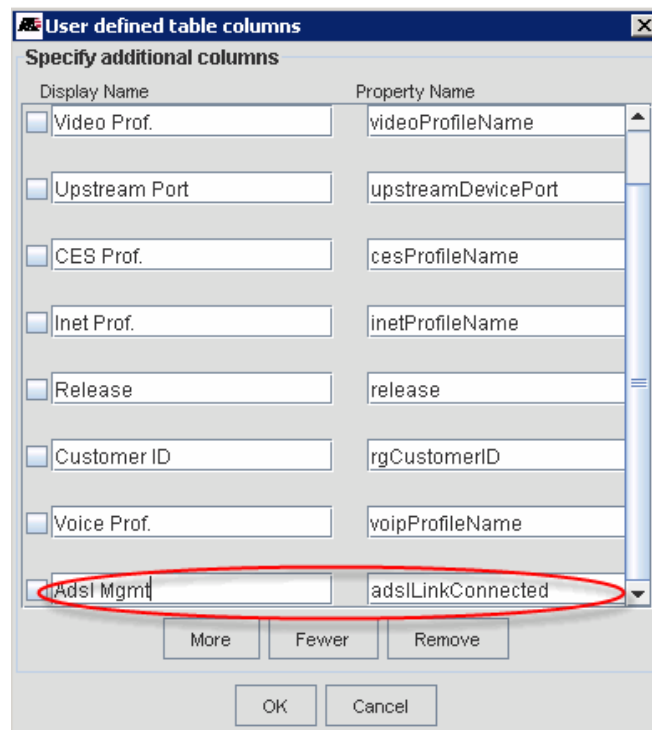 User defined table columns
Specify additional columns
Display Name Property Name
Video Prof. videoProfileName
Upstream Port upstreamDevicePort
CES Prof. cesProfileName
Inet Prof. inetProfileName
Release release
Customer ID rgCustomerID
Voice Prof. voipProfileName
Adsl Mgmt adslLinkConnected
More Fewer Remove
OK Cancel